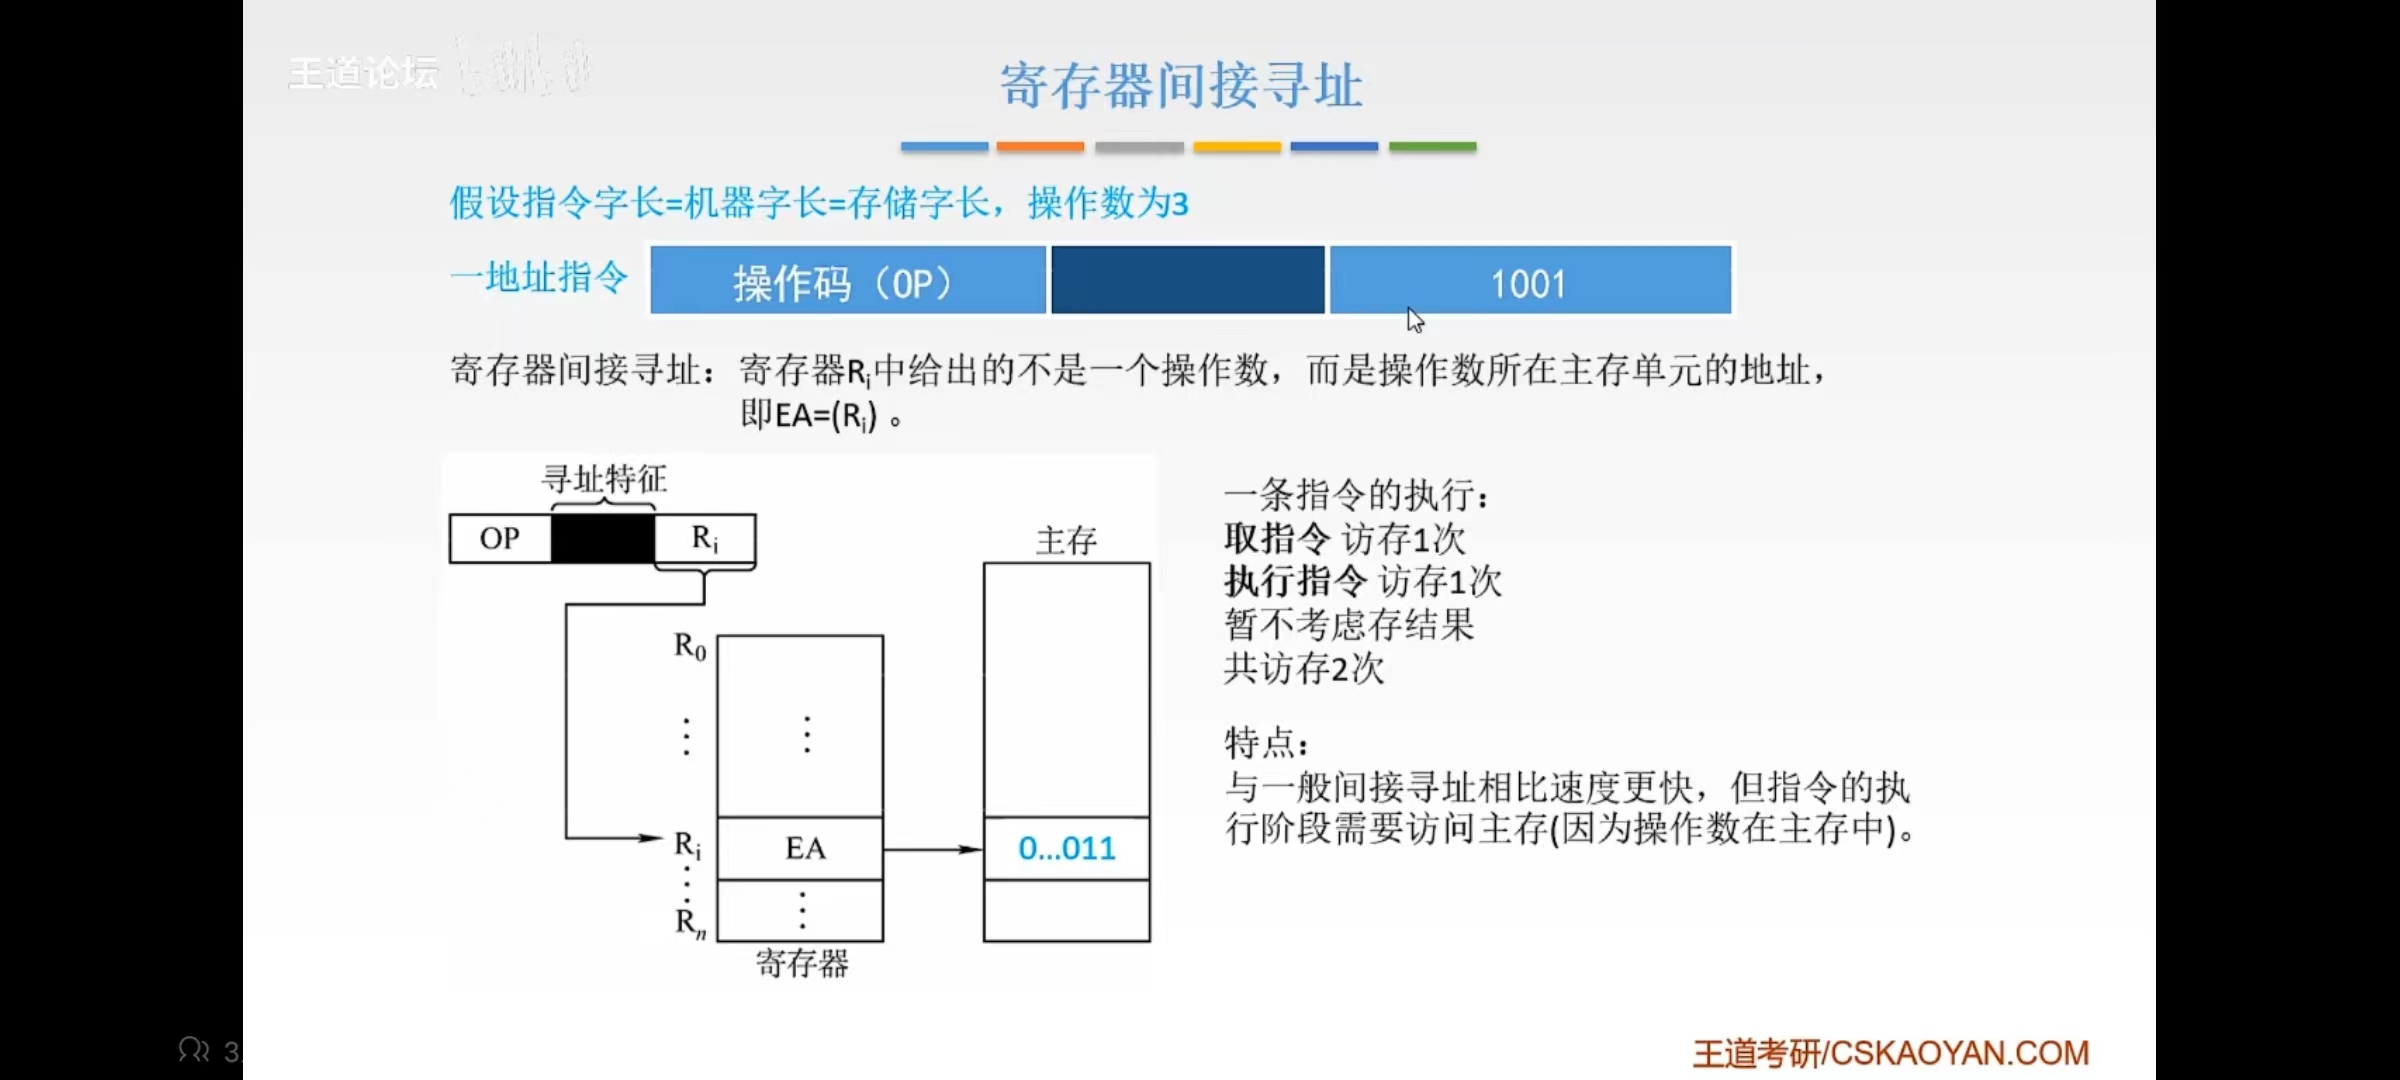 王道论坛
寄存器间接寻址
假设指令字长=机器字长=存储字长，操作数为3
一地址指令 操作码（OP） 1001
寄存器间接寻址：寄存器Ri中给出的不是一个操作数，而是操作数所在主存单元的地址，
即EA=(Ri) 。
寻址特征
OP Ri
主存
R0
⋮ ⋮
Ri EA 0...011
⋮ ⋮
Rn
寄存器
一条指令的执行：
取指令 访存1次
执行指令 访存1次
暂不考虑存结果
共访存2次
特点：
与一般间接寻址相比速度更快，但指令的执
行阶段需要访问主存(因为操作数在主存中)。
王道考研/CSKAOYAN.COM
3